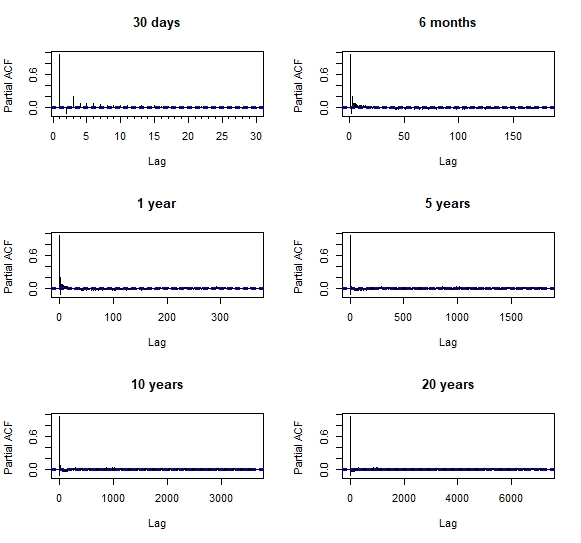 30 days
6 months
Partial ACF
0.0 0.6
0 5 10 15 20 25 30
Lag
Partial ACF
0.0 0.6
0 50 100 150
Lag
1 year
5 years
Partial ACF
0.0 0.6
0 100 200 300
Lag
Partial ACF
0.0 0.6
0 500 1000 1500
Lag
10 years
20 years
Partial ACF
0.0 0.6
0 1000 2000 3000
Lag
Partial ACF
0.0 0.6
0 2000 4000 6000
Lag